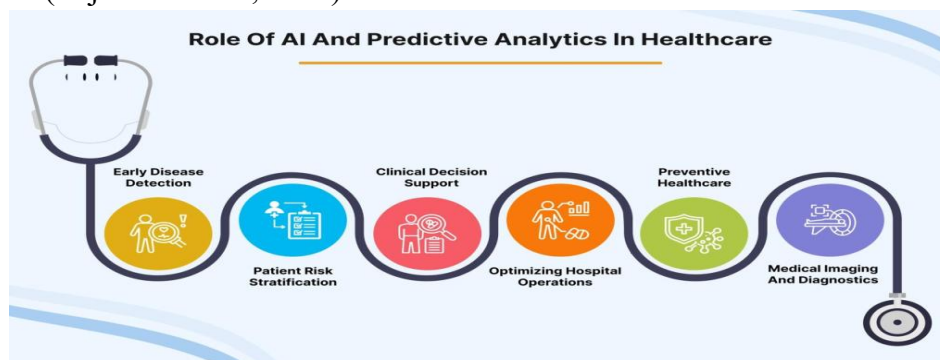 Role Of AI And Predictive Analytics In Healthcare
Early Disease
Detection
Clinical Decision
Support
Preventive
Healthcare
Patient Risk
Stratification
Optimizing Hospital
Operations
Medical Imaging
And Diagnostics